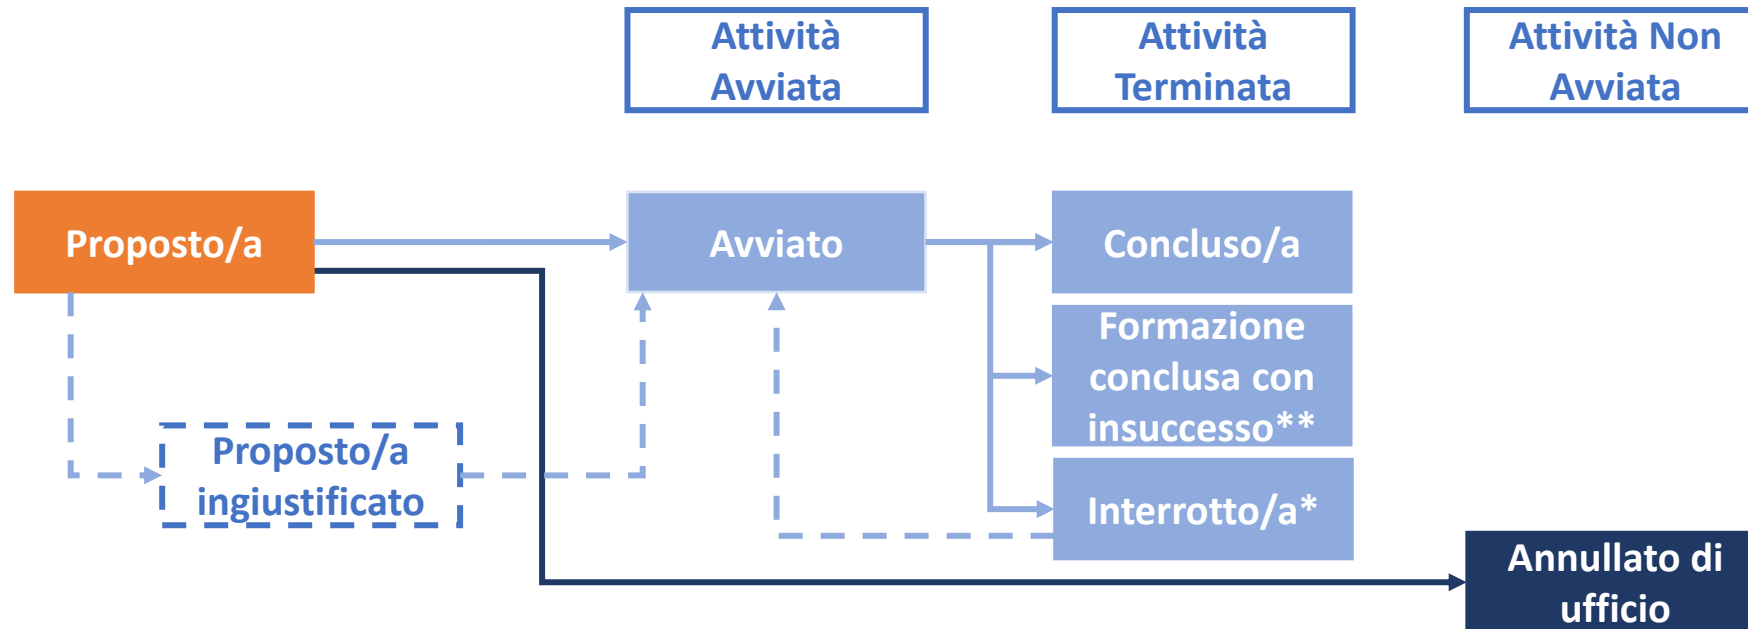 Attività
Avviata
Attività
Terminata
Attività Non
Avviata
Proposto/a
Avviato
Concluso/a
Formazione
conclusa con
insuccesso**
Proposto/a
ingiustificato
Interrotto/a*
Annullato di
ufficio